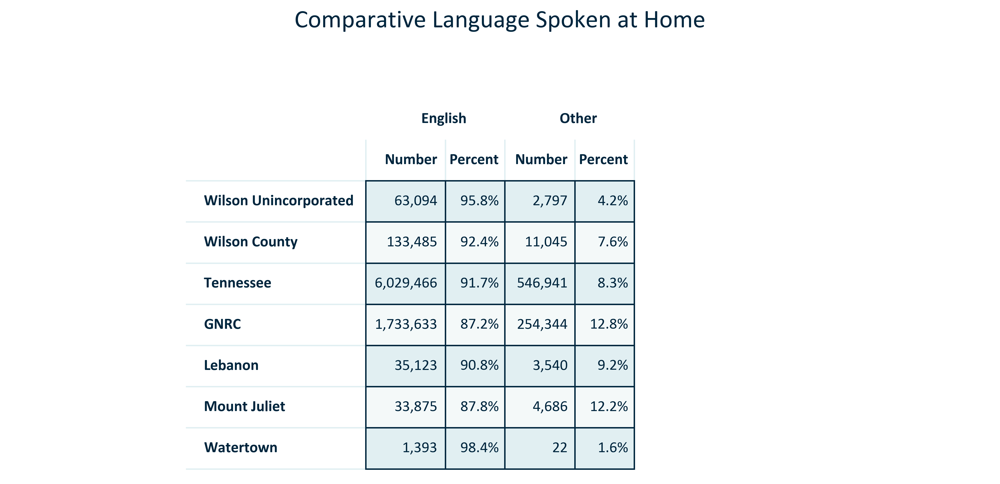 Comparative Language Spoken at Home
English Other
Number Percent Number Percent
Wilson Unincorporated 63,094 95.8% 2,797 4.2%
Wilson County 133,485 92.4% 11,045 7.6%
Tennessee 6,029,466 91.7% 546,941 8.3%
GNRC 1,733,633 87.2% 254,344 12.8%
Lebanon 35,123 90.8% 3,540 9.2%
Mount Juliet 33,875 87.8% 4,686 12.2%
Watertown 1,393 98.4% 22 1.6%